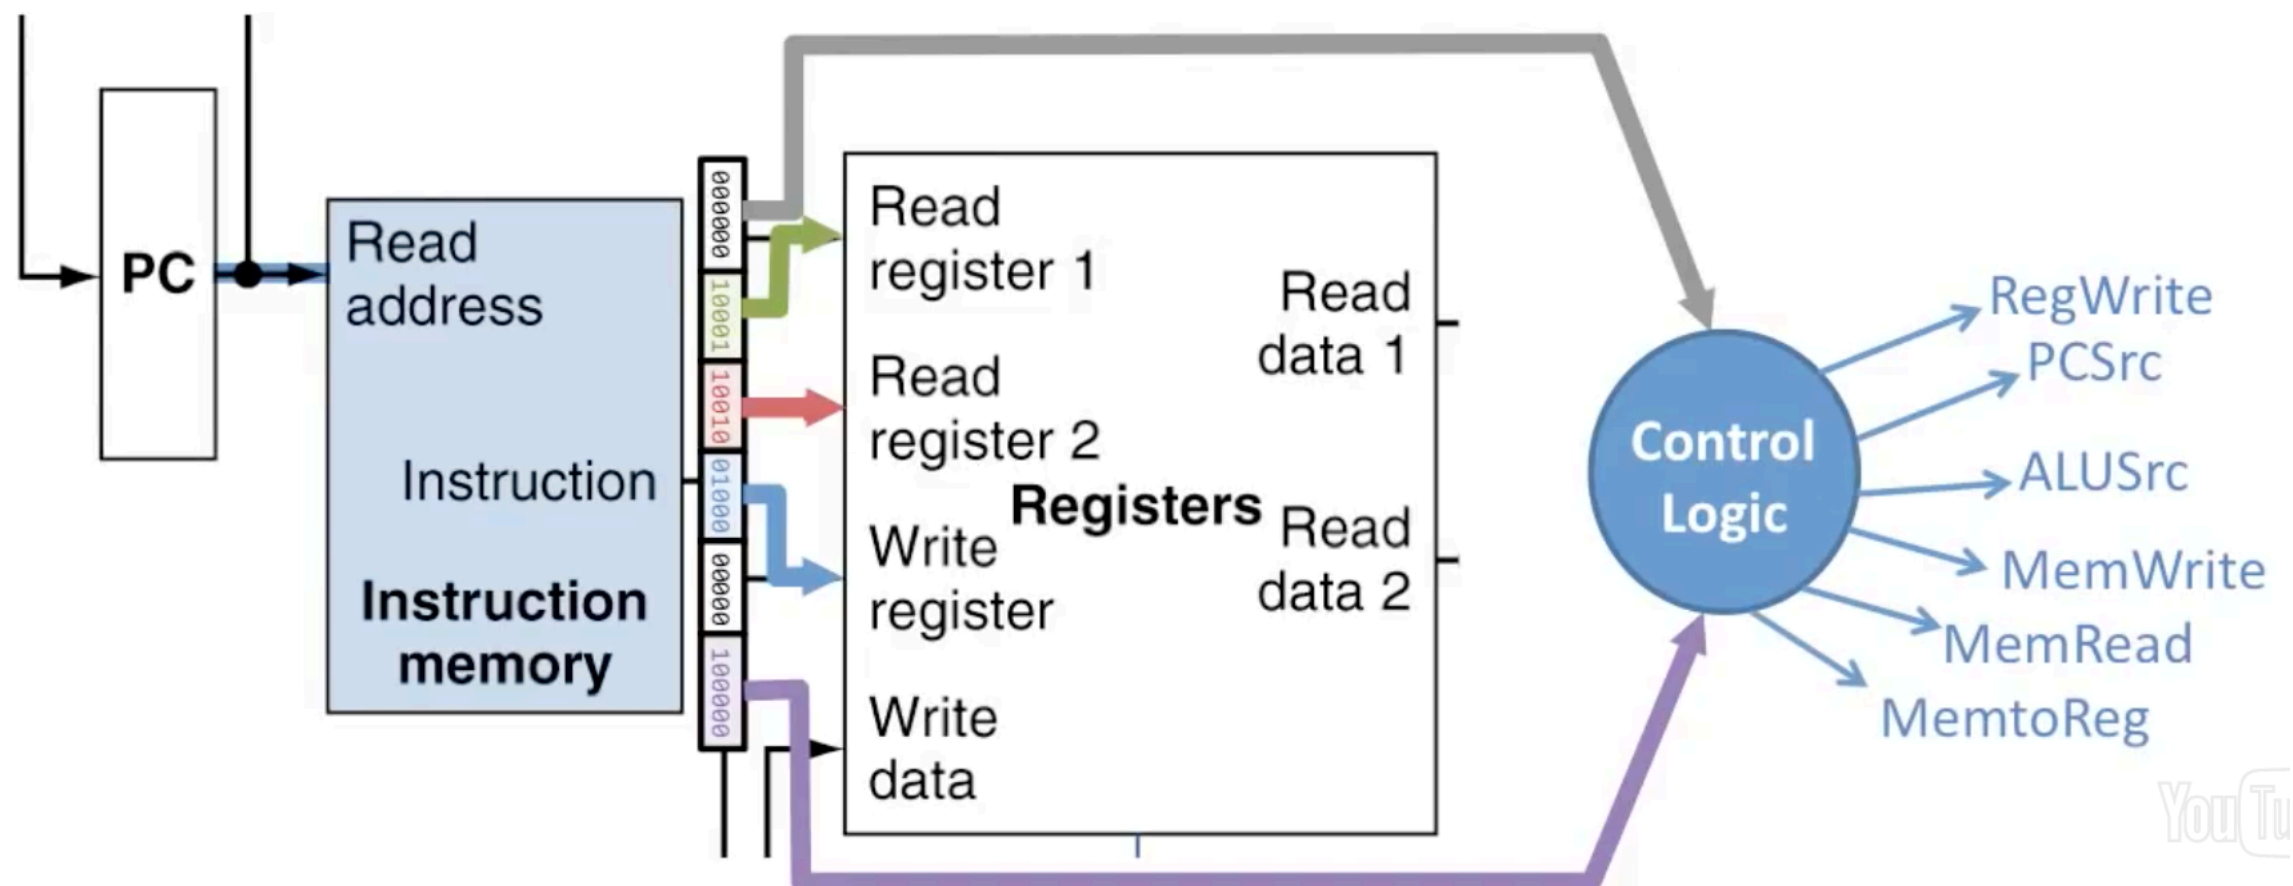 PC
Read
address
Instruction
Instruction
memory
000000
10001
10010
01000
00000
100000
Read
register 1
Read
register 2
Write
register
Write
data
Registers
Read
data 1
Read
data 2
Control
Logic
RegWrite
PCSrc
ALUSrc
MemWrite
MemRead
MemtoReg